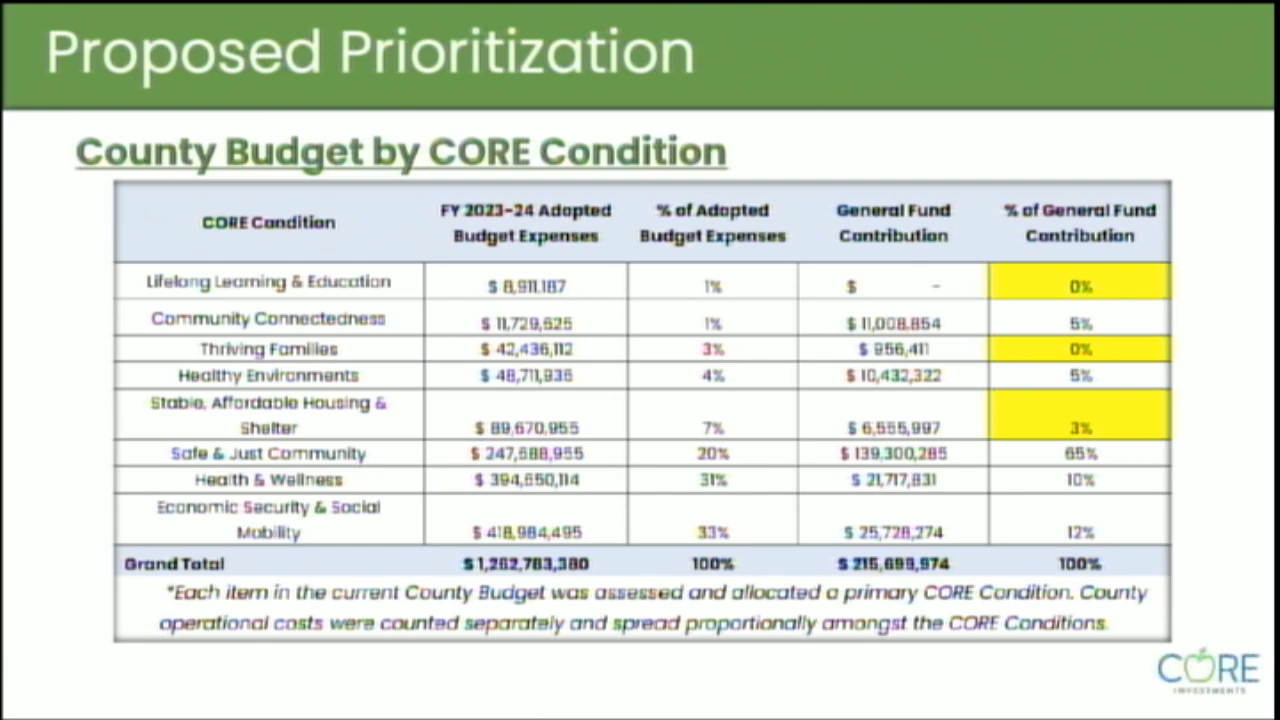 Proposed Prioritization
County Budget by CORE Condition
CORE Condition FY 2023-24 Adopted Budget Expenses % of Adopted Budget Expenses General Fund Contribution % of General Fund Contribution
Lifelong Learning & Education $ 8,911,187 1% $ - 0%
Community Connectedness $ 11,729,625 1% $ 11,008,854 5%
Thriving Families $ 42,436,112 3% $ 956,411 0%
Healthy Environments $ 48,711,936 4% $ 10,432,322 5%
Stable, Affordable Housing &
Shelter $ 89,670,955 7% $ 6,555,997 3%
Safe & Just Community $ 247,688,955 20% $ 139,300,285 65%
Health & Wellness $ 394,650,114 31% $ 21,717,831 10%
Economic Security & Social
Mobility $ 418,984,495 33% $ 25,728,274 12%
Grand Total $ 1,262,783,380 100% $ 215,699,974 100%
*Each item in the current County Budget was assessed and allocated a primary CORE Condition. County
operational costs were counted separately and spread proportionally amongst the CORE Conditions.
CORE
INVESTMENTS